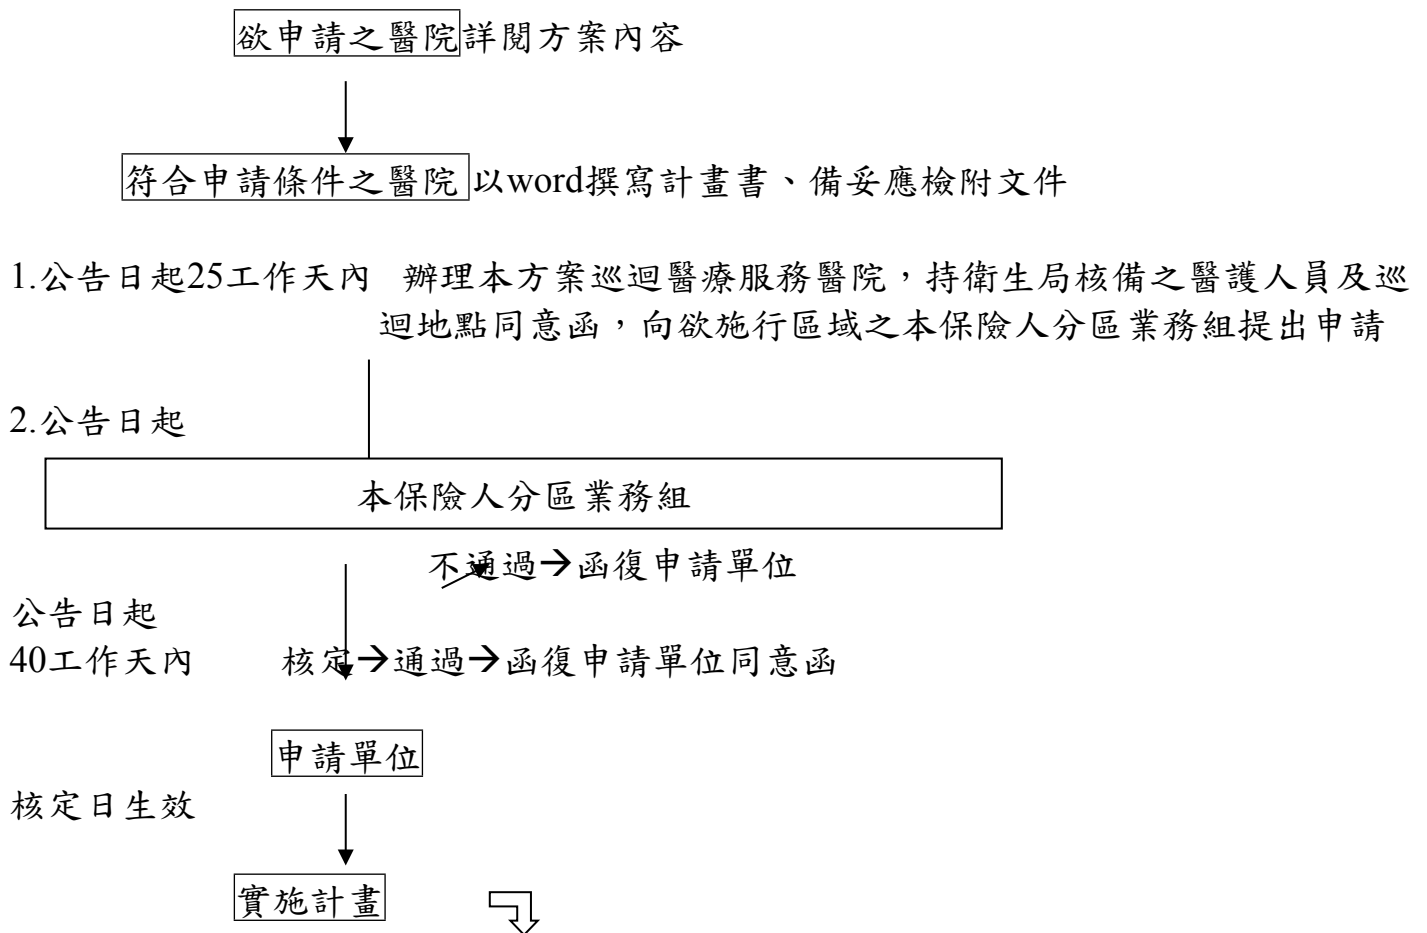 欲申請之醫院詳閱方案內容
符合申請條件之醫院 以word撰寫計畫書、備妥應檢附文件
1.公告日起25工作天內 辦理本方案巡迴醫療服務醫院，持衛生局核備之醫護人員及巡
迴地點同意函，向欲施行區域之本保險人分區業務組提出申請
2.公告日起
本保險人分區業務組
不通過→函復申請單位
公告日起
40工作天內 核定→通過→函復申請單位同意函
申請單位
核定日生效
實施計畫